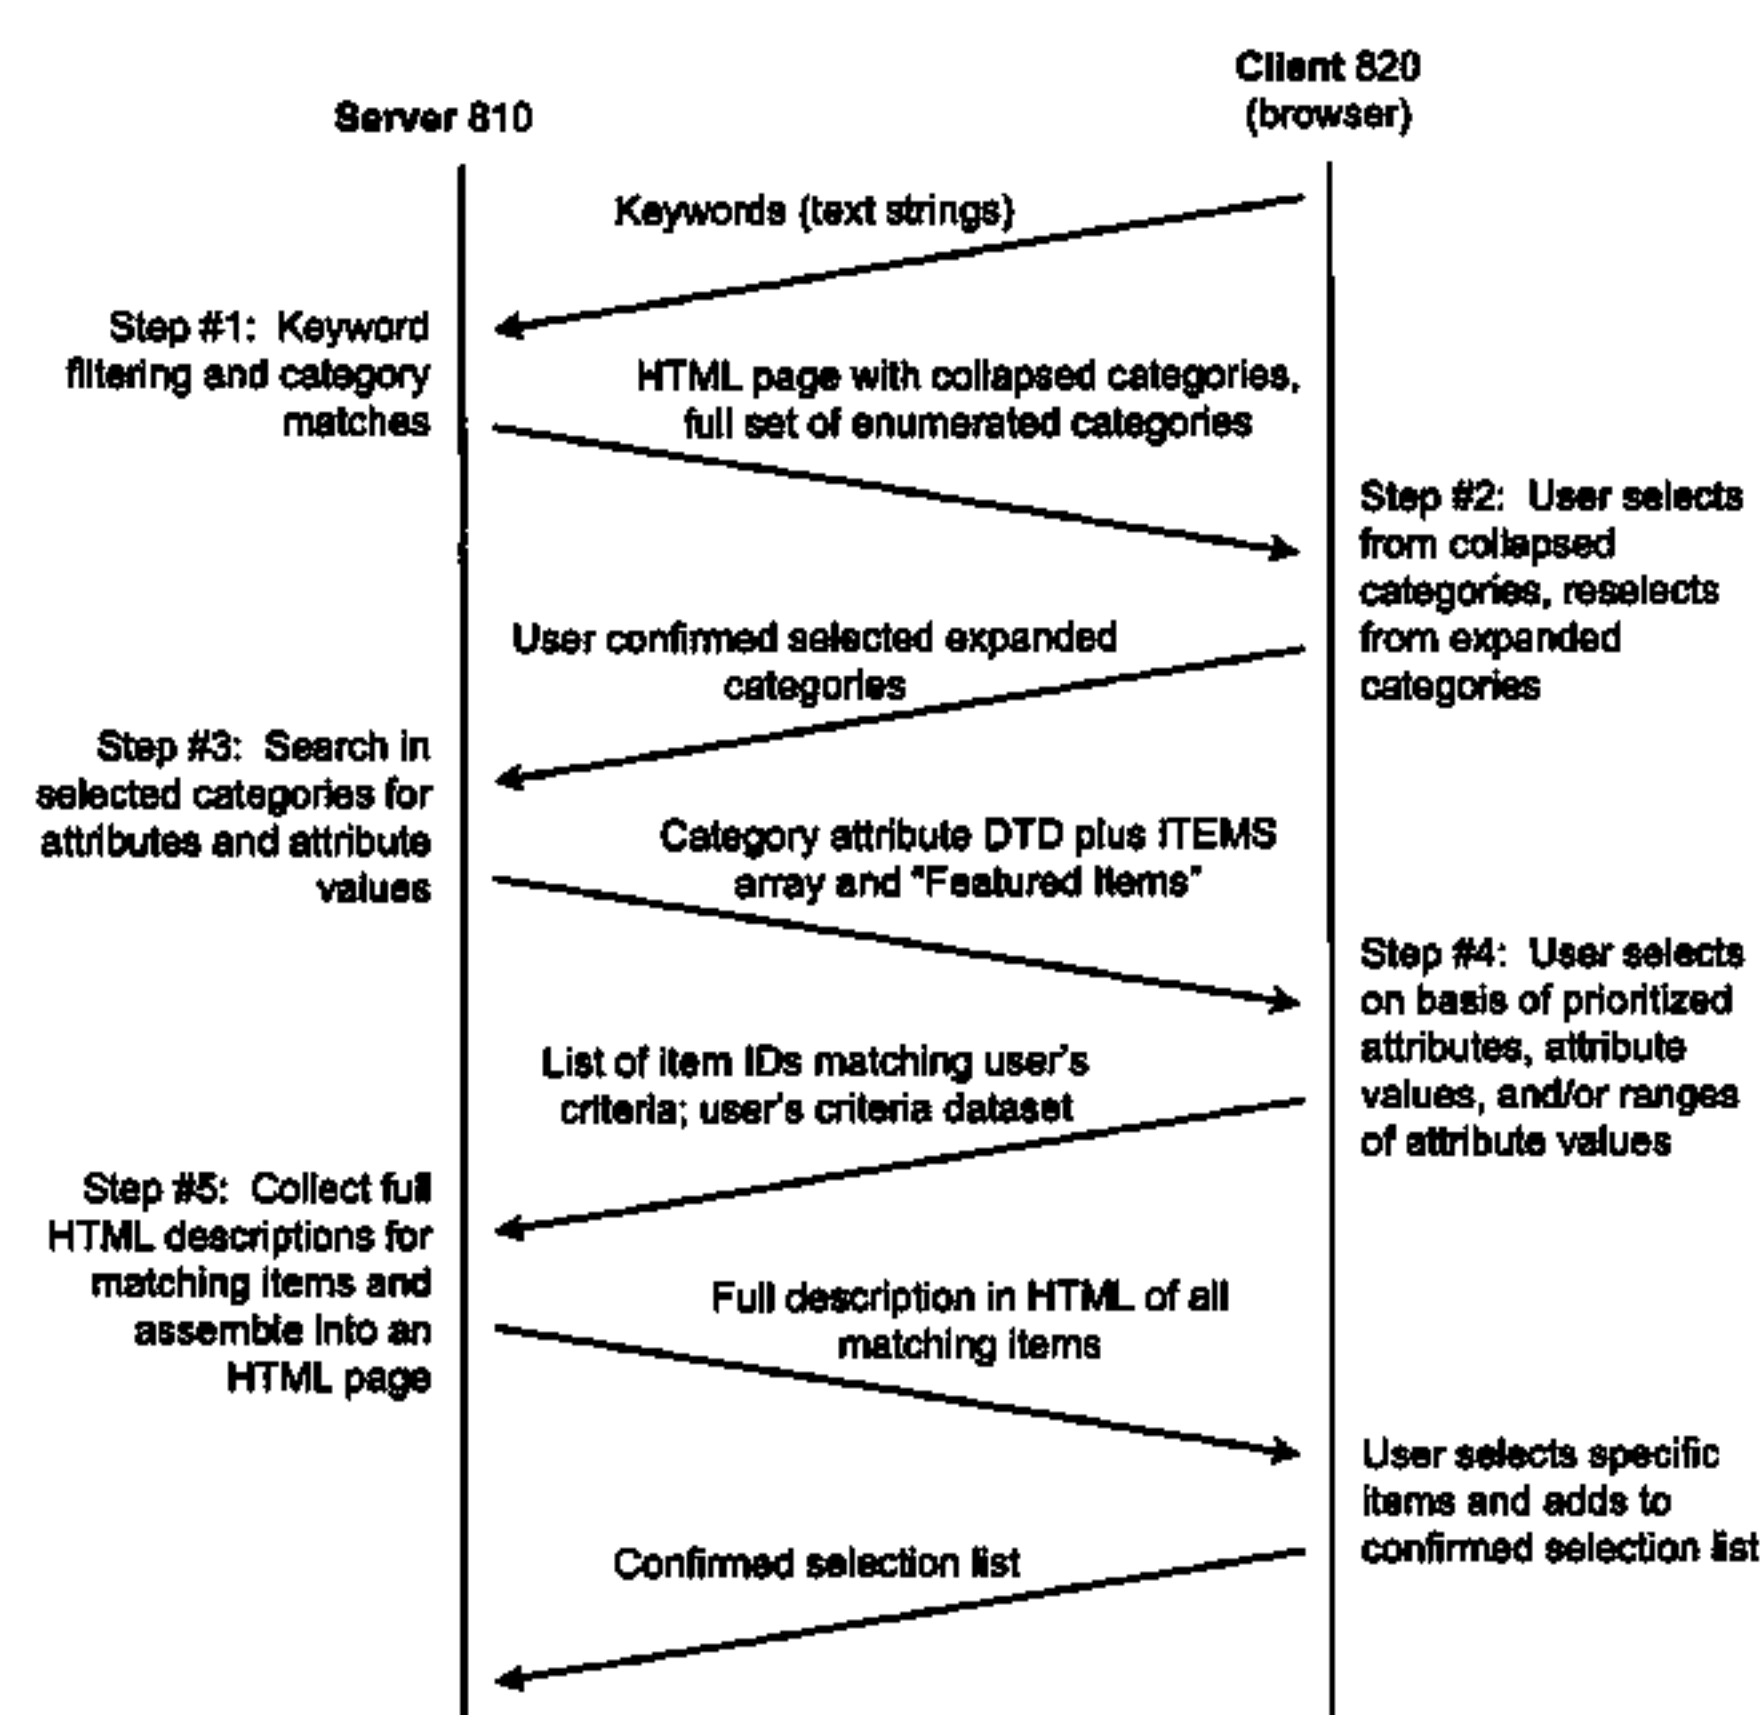 Server 810
Client 820
(browser)
Keywords (text strings)
Step #1: Keyword
filtering and category
matches
HTML page with collapsed categories,
full set of enumerated categories
Step #2: User selects
from collapsed
categories, reselects
from expanded
categories
User confirmed selected expanded
categories
Step #3: Search in
selected categories for
attributes and attribute
values
Category attribute DTD plus ITEMS
array and "Featured Items"
Step #4: User selects
on basis of prioritized
attributes, attribute
values, and/or ranges
of attribute values
List of item IDs matching user's
criteria; user's criteria dataset
Step #5: Collect full
HTML descriptions for
matching items and
assemble into an
HTML page
Full description in HTML of all
matching items
User selects specific
items and adds to
confirmed selection list
Confirmed selection list